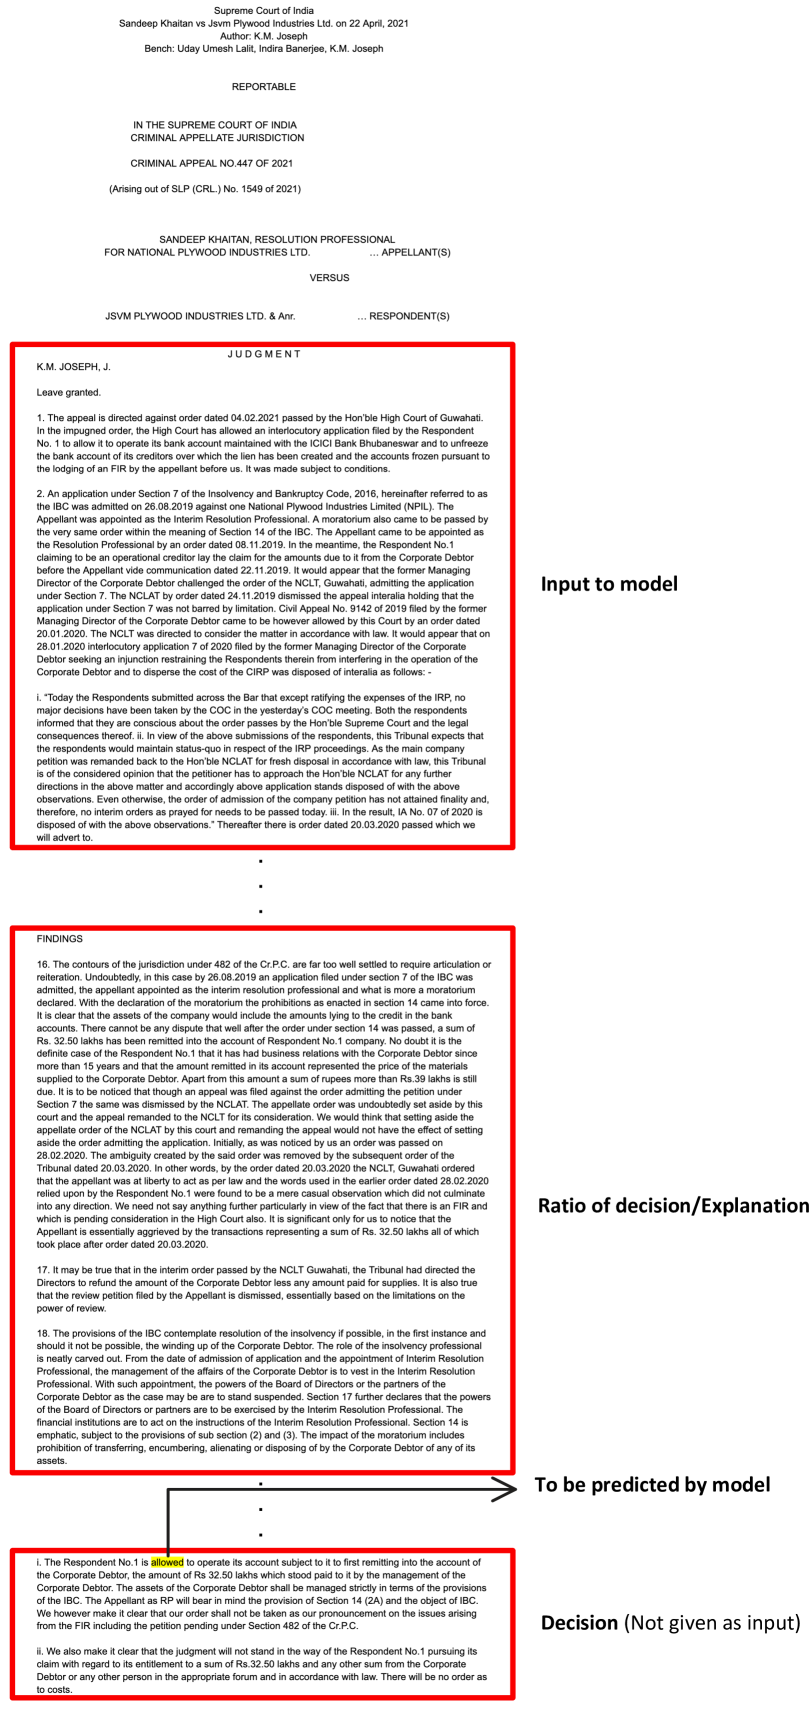 Supreme Court of India
Sandeep Khaitan vs Jsvm Plywood Industries Ltd. on 22 April, 2021
Author: K.M. Joseph
Bench: Uday Umesh Lalit, Indira Banerjee, K.M. Joseph
REPORTABLE
IN THE SUPREME COURT OF INDIA
CRIMINAL APPELLATE JURISDICTION
CRIMINAL APPEAL NO.447 OF 2021
(Arising out of SLP (CRL.) No. 1549 of 2021)
SANDEEP KHAITAN, RESOLUTION PROFESSIONAL
FOR NATIONAL PLYWOOD INDUSTRIES LTD. … APPELLANT(S)
VERSUS
JSVM PLYWOOD INDUSTRIES LTD. & Anr. … RESPONDENT(S)
J U D G M E N T
K.M. JOSEPH, J.
Leave granted.
1. The appeal is directed against order dated 04.02.2021 passed by the Hon’ble High Court of Guwahati.
In the impugned order, the High Court has allowed an interlocutory application filed by the Respondent
No. 1 to allow it to operate its bank account maintained with the ICICI Bank Bhubaneswar and to unfreeze
the bank account of its creditors over which the lien has been created and the accounts frozen pursuant to
the lodging of an FIR by the appellant before us. It was made subject to conditions.
2. An application under Section 7 of the Insolvency and Bankruptcy Code, 2016, hereinafter referred to as
the IBC was admitted on 26.08.2019 against one National Plywood Industries Limited (NPIL). The
Appellant was appointed as the Interim Resolution Professional. A moratorium also came to be passed by
the very same order within the meaning of Section 14 of the IBC. The Appellant came to be appointed as
the Resolution Professional by an order dated 08.11.2019. In the meantime, the Respondent No.1
claiming to be an operational creditor lay the claim for the amounts due to it from the Corporate Debtor
before the Appellant vide communication dated 22.11.2019. It would appear that the former Managing
Director of the Corporate Debtor challenged the order of the NCLT, Guwahati, admitting the application
under Section 7. The NCLAT by order dated 24.11.2019 dismissed the appeal interalia holding that the
application under Section 7 was not barred by limitation. Civil Appeal No. 9142 of 2019 filed by the former
Managing Director of the Corporate Debtor came to be however allowed by this Court by an order dated
20.01.2020. The NCLT was directed to consider the matter in accordance with law. It would appear that on
28.01.2020 interlocutory application 7 of 2020 filed by the former Managing Director of the Corporate
Debtor seeking an injunction restraining the Respondents therein from interfering in the operation of the
Corporate Debtor and to disperse the cost of the CIRP was disposed of interalia as follows: -
i. “Today the Respondents submitted across the Bar that except ratifying the expenses of the IRP, no
major decisions have been taken by the COC in the yesterday’s COC meeting. Both the respondents
informed that they are conscious about the order passes by the Hon’ble Supreme Court and the legal
consequences thereof. ii. In view of the above submissions of the respondents, this Tribunal expects that
the respondents would maintain status-quo in respect of the IRP proceedings. As the main company
petition was remanded back to the Hon’ble NCLAT for fresh disposal in accordance with law, this Tribunal
is of the considered opinion that the petitioner has to approach the Hon’ble NCLAT for any further
directions in the above matter and accordingly above application stands disposed of with the above
observations. Even otherwise, the order of admission of the company petition has not attained finality and,
therefore, no interim orders as prayed for needs to be passed today. iii. In the result, IA No. 07 of 2020 is
disposed of with the above observations.” Thereafter there is order dated 20.03.2020 passed which we
will advert to.
Input to model
FINDINGS
16. The contours of the jurisdiction under 482 of the Cr.P.C. are far too well settled to require articulation or
reiteration. Undoubtedly, in this case by 26.08.2019 an application filed under section 7 of the IBC was
admitted, the appellant appointed as the interim resolution professional and what is more a moratorium
declared. With the declaration of the moratorium the prohibitions as enacted in section 14 came into force.
It is clear that the assets of the company would include the amounts lying to the credit in the bank
accounts. There cannot be any dispute that well after the order under section 14 was passed, a sum of
Rs. 32.50 lakhs has been remitted into the account of Respondent No.1 company. No doubt it is the
definite case of the Respondent No.1 that it has had business relations with the Corporate Debtor since
more than 15 years and that the amount remitted in its account represented the price of the materials
supplied to the Corporate Debtor. Apart from this amount a sum of rupees more than Rs.39 lakhs is still
due. It is to be noticed that though an appeal was filed against the order admitting the petition under
Section 7 the same was dismissed by the NCLAT. The appellate order was undoubtedly set aside by this
court and the appeal remanded to the NCLT for its consideration. We would think that setting aside the
appellate order of the NCLAT by this court and remanding the appeal would not have the effect of setting
aside the order admitting the application. Initially, as was noticed by us an order was passed on
28.02.2020. The ambiguity created by the said order was removed by the subsequent order of the
Tribunal dated 20.03.2020. In other words, by the order dated 20.03.2020 the NCLT, Guwahati ordered
that the appellant was at liberty to act as per law and the words used in the earlier order dated 28.02.2020
relied upon by the Respondent No.1 were found to be a mere casual observation which did not culminate
into any direction. We need not say anything further particularly in view of the fact that there is an FIR and
which is pending consideration in the High Court also. It is significant only for us to notice that the
Appellant is essentially aggrieved by the transactions representing a sum of Rs. 32.50 lakhs all of which
took place after order dated 20.03.2020.
Ratio of decision/Explanation
17. It may be true that in the interim order passed by the NCLT Guwahati, the Tribunal had directed the
Directors to refund the amount of the Corporate Debtor less any amount paid for supplies. It is also true
that the review petition filed by the Appellant is dismissed, essentially based on the limitations on the
power of review.
18. The provisions of the IBC contemplate resolution of the insolvency if possible, in the first instance and
should it not be possible, the winding up of the Corporate Debtor. The role of the insolvency professional
is neatly carved out. From the date of admission of application and the appointment of Interim Resolution
Professional, the management of the affairs of the Corporate Debtor is to vest in the Interim Resolution
Professional. With such appointment, the powers of the Board of Directors or the partners of the
Corporate Debtor as the case may be are to stand suspended. Section 17 further declares that the powers
of the Board of Directors or partners are to be exercised by the Interim Resolution Professional. The
financial institutions are to act on the instructions of the Interim Resolution Professional. Section 14 is
emphatic, subject to the provisions of sub section (2) and (3). The impact of the moratorium includes
prohibition of transferring, encumbering, alienating or disposing of by the Corporate Debtor of any of its
assets.
To be predicted by model
i. The Respondent No.1 is allowed to operate its account subject to it to first remitting into the account of
the Corporate Debtor, the amount of Rs 32.50 lakhs which stood paid to it by the management of the
Corporate Debtor. The assets of the Corporate Debtor shall be managed strictly in terms of the provisions
of the IBC. The Appellant as RP will bear in mind the provision of Section 14 (2A) and the object of IBC.
We however make it clear that our order shall not be taken as our pronouncement on the issues arising
from the FIR including the petition pending under Section 482 of the Cr.P.C.
Decision (Not given as input)
ii. We also make it clear that the judgment will not stand in the way of the Respondent No.1 pursuing its
claim with regard to its entitlement to a sum of Rs.32.50 lakhs and any other sum from the Corporate
Debtor or any other person in the appropriate forum and in accordance with law. There will be no order as
to costs.